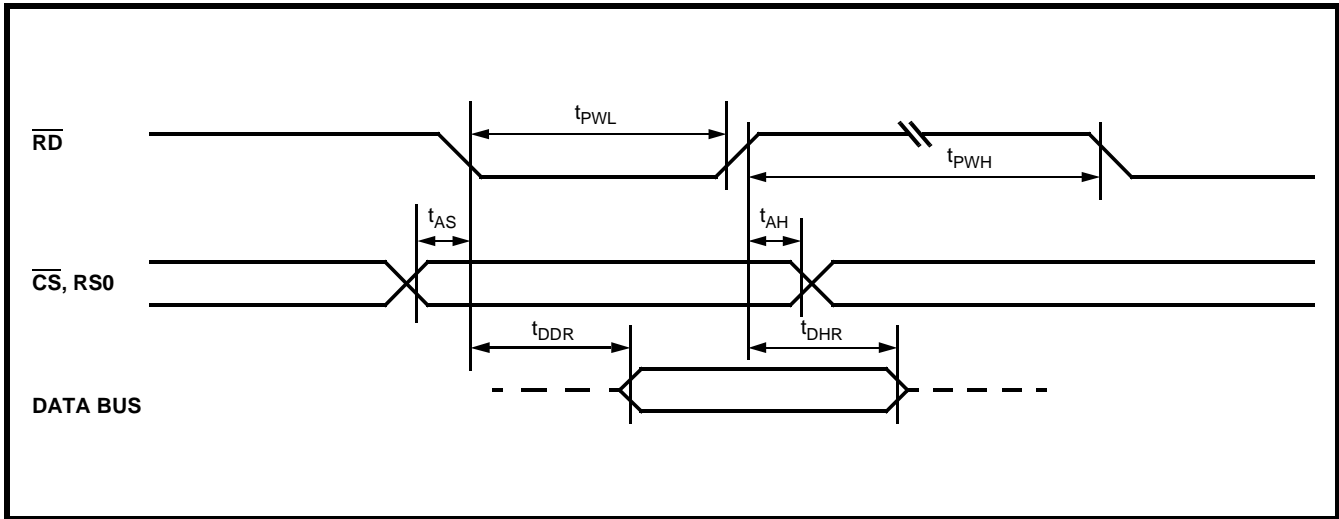 tPWL
RD
tPWH
tAS
tAH
CS, RS0
tDDR
tDHR
DATA BUS